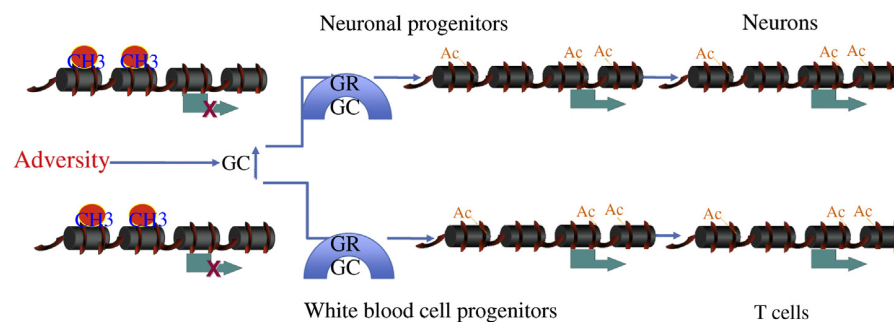 Neuronal progenitors
Neurons
CH3 CH3
Ac Ac Ac
Ac Ac Ac
GR
GC
X
Adversity
GC
CH3 CH3
Ac Ac Ac
Ac Ac Ac
GR
GC
X
White blood cell progenitors
T cells